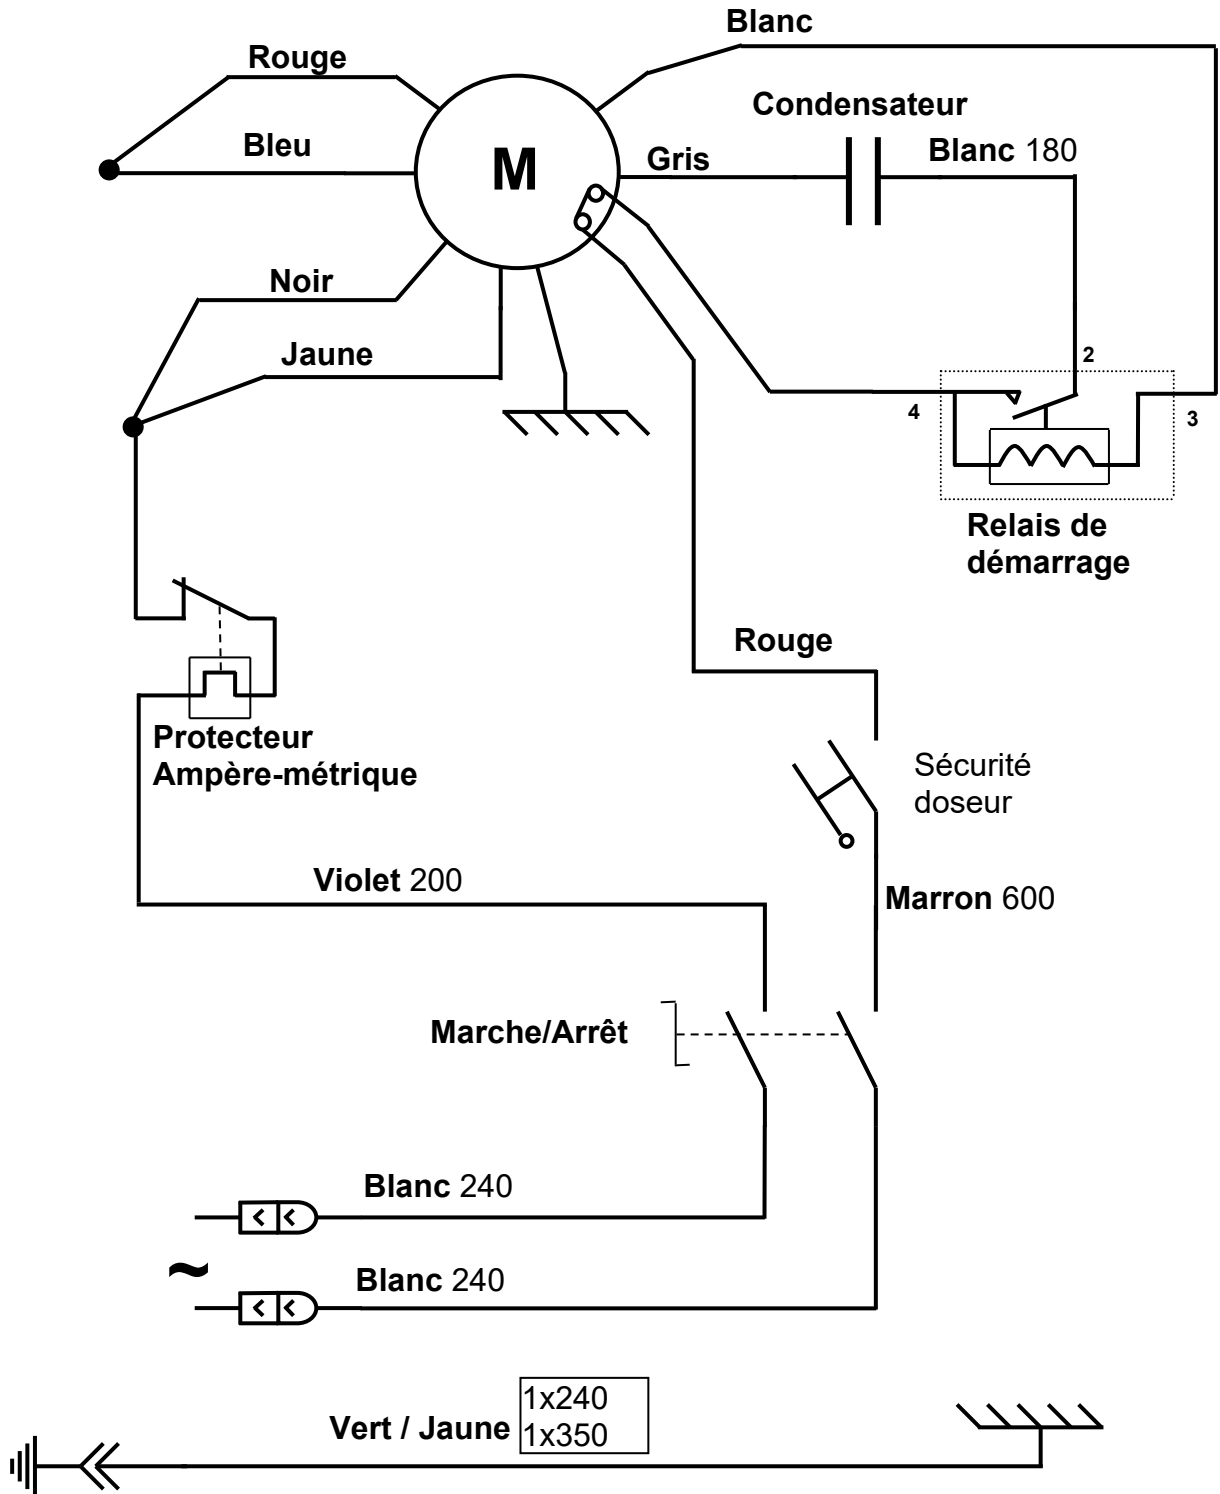 Blanc
Rouge
Condensateur
Bleu
M
Gris
Blanc 180
Noir
Jaune
2
4
3
Relais de
démarrage
Rouge
Protecteur
Ampère-métrique
Sécurité
doseur
Violet 200
Marron 600
Marche/Arrêt
Blanc 240
~
Blanc 240
1x240
Vert / Jaune
1x350